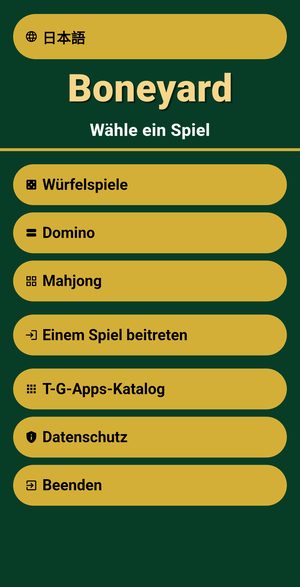 日本語
Boneyard
Wähle ein Spiel
Würfelspiele
Domino
Mahjong
Einem Spiel beitreten
T-G-Apps-Katalog
Datenschutz
Beenden